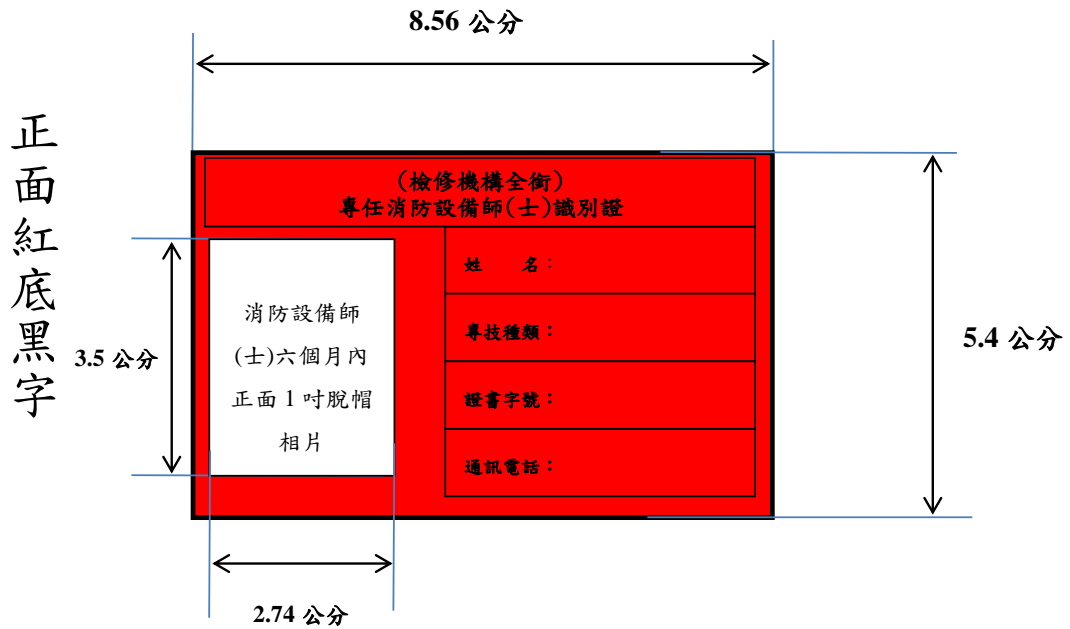 8.56 公分
正面紅底黑字
(檢修機構全銜)
專任消防設備師(士)識別證
姓　　名：
專技種類：
證書字號：
通訊電話：
消防設備師
(士)六個月內
正面 1 吋脫帽
相片
3.5 公分
5.4 公分
2.74 公分